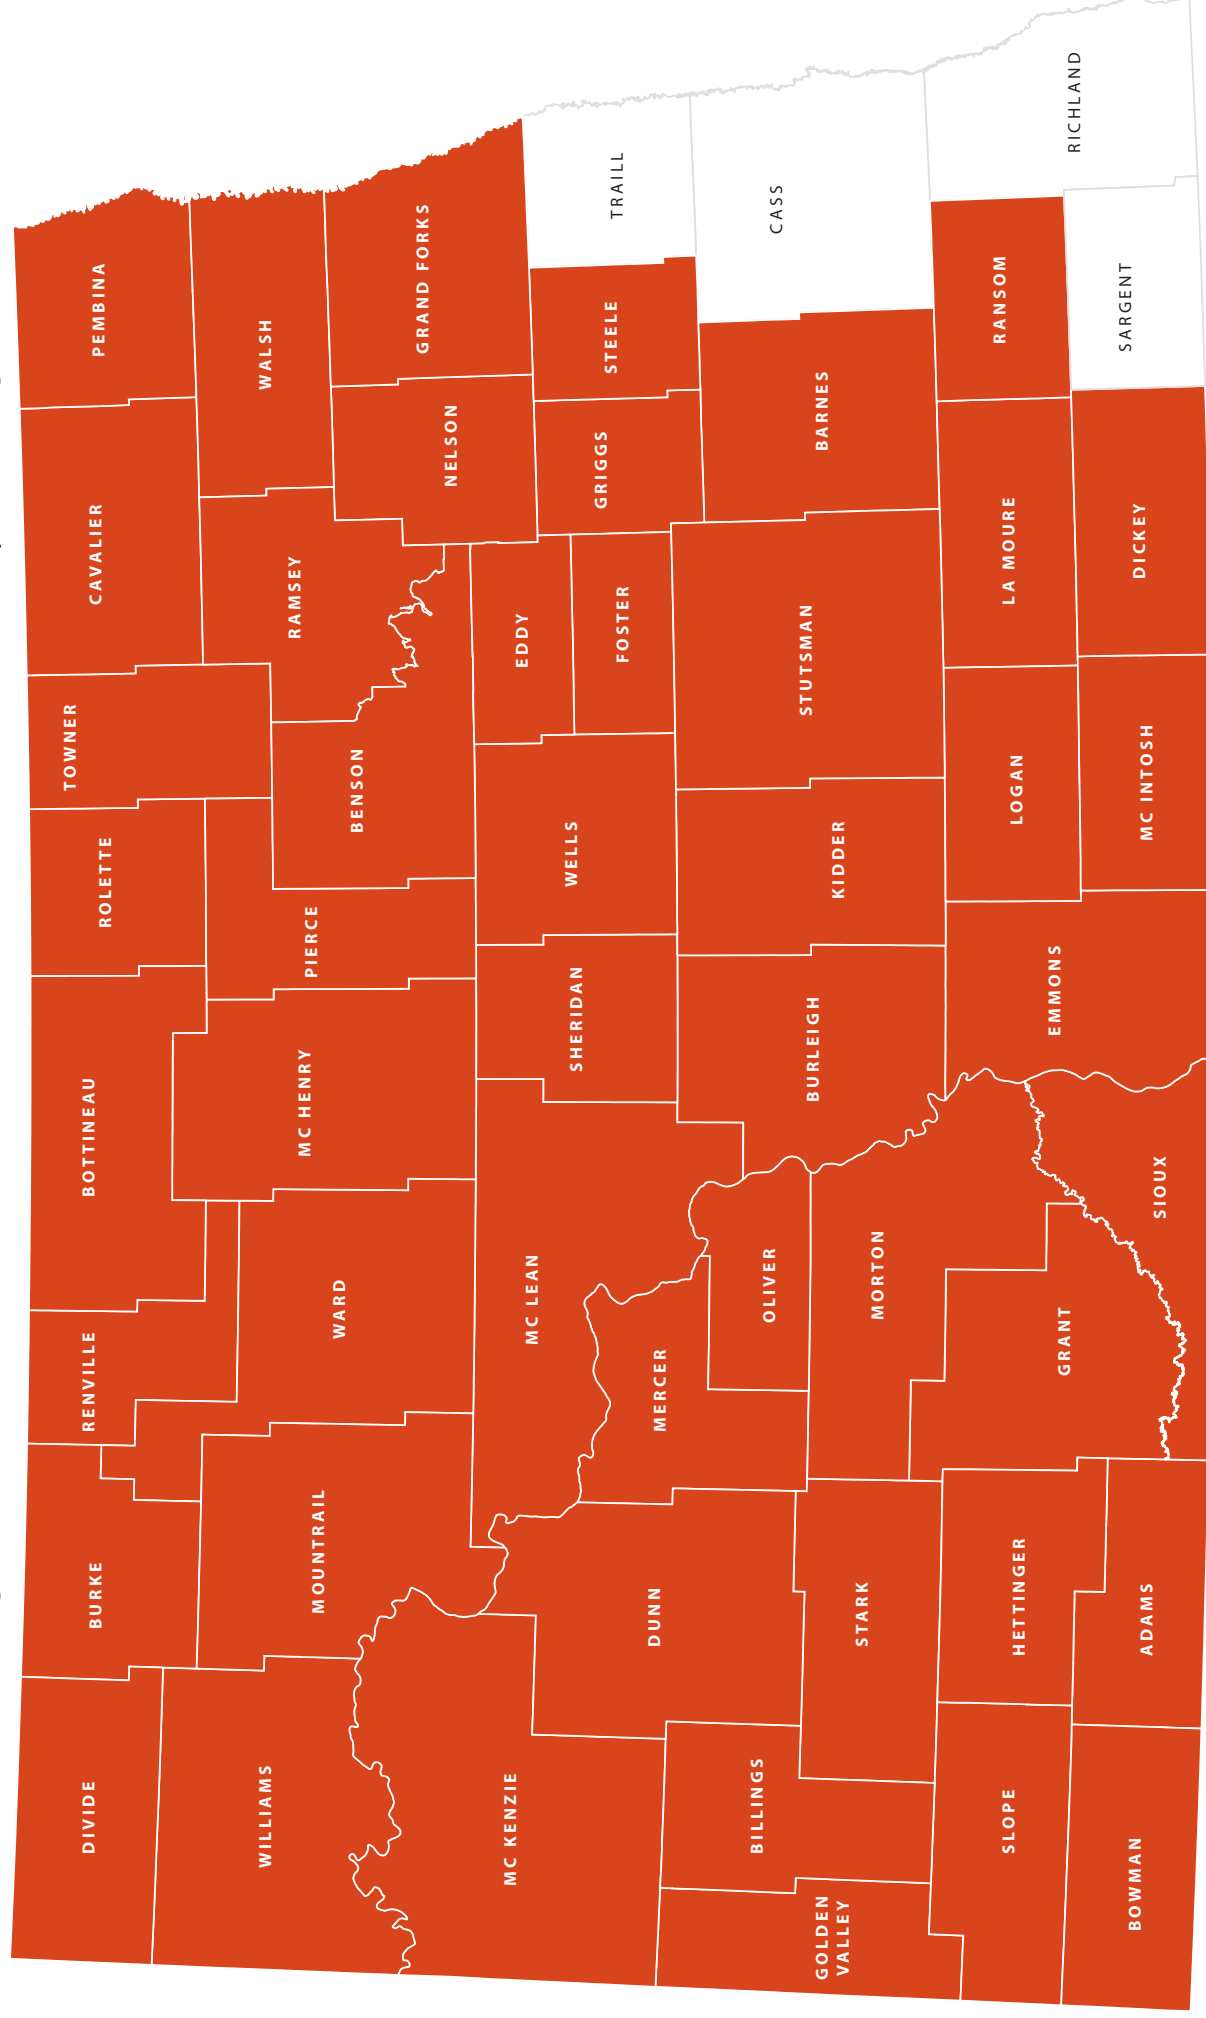 DIVIDE
BURKE
RENVILLE
BOTTINEAU
ROLETTE
TOWNER
CAVALIER
PEMBINA
WILLIAMS
MOUNTRAIL
WARD
MC HENRY
PIERCE
BENSON
RAMSEY
WALSH
NELSON
GRAND FORKS
MC KENZIE
DUNN
MERCER
MC LEAN
SHERIDAN
WELLS
EDDY
FOSTER
GRIGGS
STEELE
TRAILL
GOLDEN
VALLEY
BILLINGS
STARK
MORTON
OLIVER
BURLEIGH
KIDDER
STUTSMAN
BARNES
CASS
SLOPE
HETTINGER
GRANT
EMMONS
LOGAN
LA MOURE
RANSOM
RICHLAND
BOWMAN
ADAMS
SIOUX
MC INTOSH
DICKEY
SARGENT